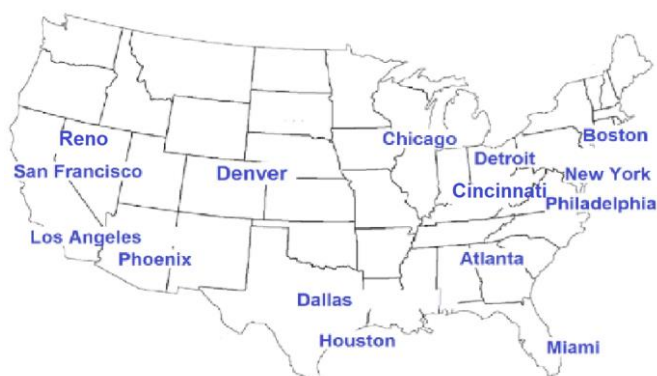 Reno
Chicago
Boston
Detroit
San Francisco
Denver
New York
Cincinnati
Philadelphia
Los Angeles
Phoenix
Atlanta
Dallas
Houston
Miami